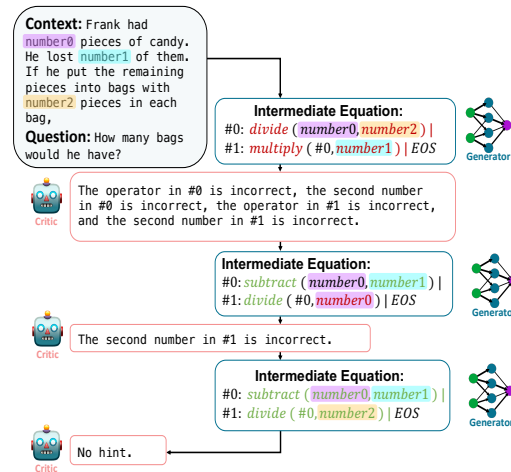 Context: Frank had
number0 pieces of candy.
He lost number1 of them.
If he put the remaining
pieces into bags with
number2 pieces in each
bag,
Question: How many bags
would he have?
Intermediate Equation:
#0: divide (number0, number2) |
#1: multiply ( #0, number1) | EOS
Generator
The operator in #0 is incorrect, the second number
in #0 is incorrect, the operator in #1 is incorrect,
and the second number in #1 is incorrect.
Critic
Intermediate Equation:
#0: subtract (number0, number1) |
#1: divide ( #0, number0) | EOS
Generator
The second number in #1 is incorrect.
Critic
Intermediate Equation:
#0: subtract (number0, number1) |
#1: divide ( #0, number2) | EOS
Generator
No hint.
Critic